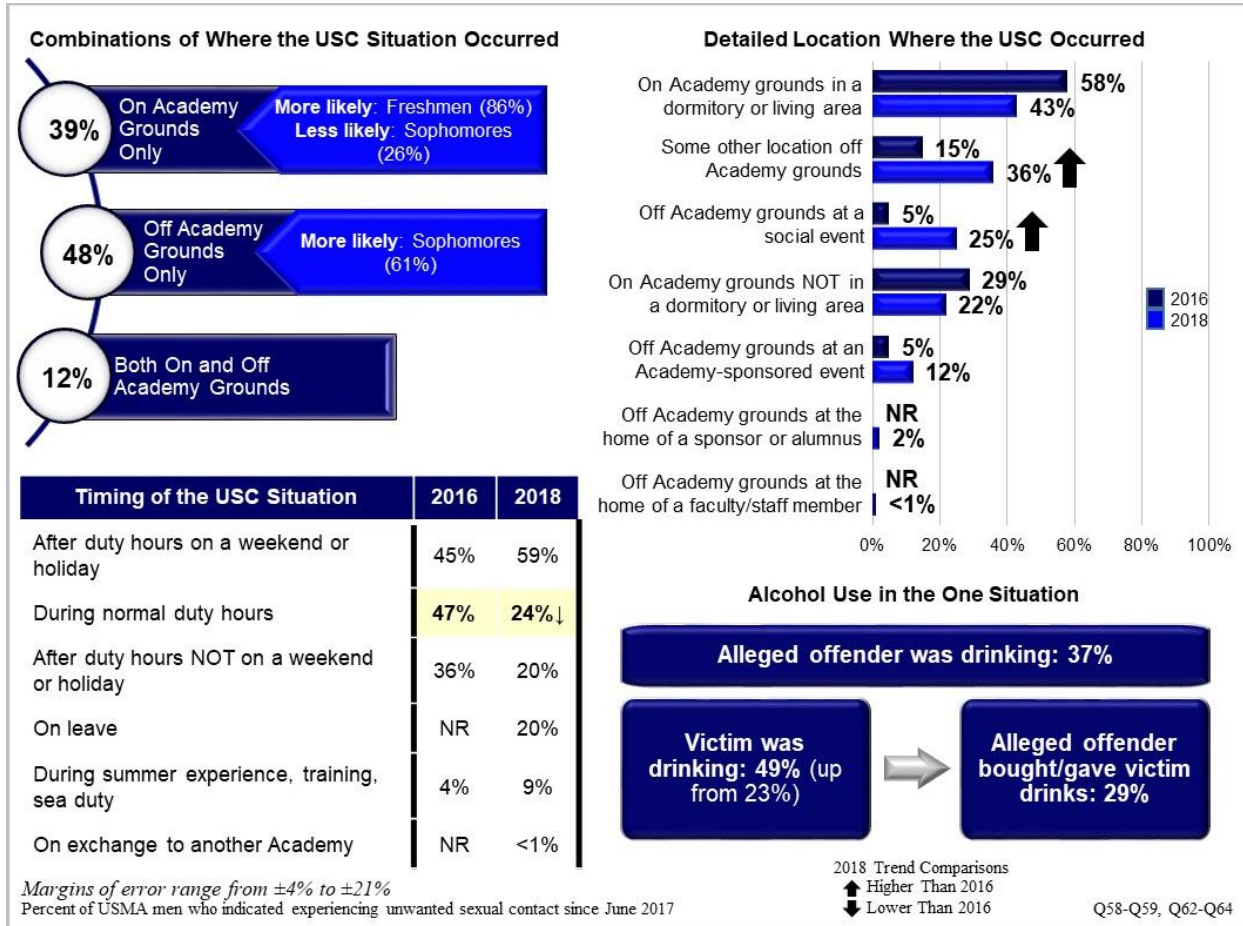 Combinations of Where the USC Situation Occurred
39%
On Academy
Grounds
Only
More likely: Freshmen (86%)
Less likely: Sophomores
(26%)
48%
Off Academy
Grounds
Only
More likely: Sophomores
(61%)
12%
Both On and Off
Academy Grounds
Detailed Location Where the USC Occurred
On Academy grounds in a
dormitory or living area
58%
43%
Some other location off
Academy grounds
15%
36%
Off Academy grounds at a
social event
5%
25%
On Academy grounds NOT in
a dormitory or living area
29%
22%
Off Academy grounds at an
Academy-sponsored event
5%
12%
Off Academy grounds at the
home of a sponsor or alumnus
NR
2%
Off Academy grounds at the
home of a faculty/staff member
NR
<1%
0% 20% 40% 60% 80% 100%
2016
2018
Timing of the USC Situation 2016 2018
After duty hours on a weekend or
holiday
45% 59%
During normal duty hours 47% 24%↓
After duty hours NOT on a weekend
or holiday
36% 20%
On leave NR 20%
During summer experience, training,
sea duty
4% 9%
On exchange to another Academy NR <1%
Alcohol Use in the One Situation
Alleged offender was drinking: 37%
Victim was
drinking: 49% (up
from 23%)
Alleged offender
bought/gave victim
drinks: 29%
Margins of error range from ±4% to ±21%
Percent of USMA men who indicated experiencing unwanted sexual contact since June 2017
2018 Trend Comparisons
Higher Than 2016
Lower Than 2016
Q58-Q59, Q62-Q64